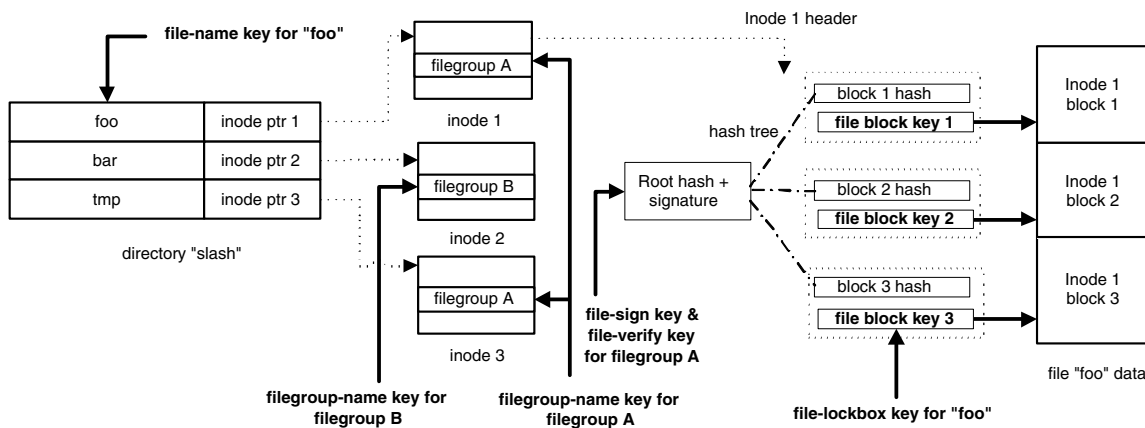 file-name key for "foo"
foo
inode ptr 1
bar
inode ptr 2
tmp
inode ptr 3
directory "slash"
filegroup A
inode 1
filegroup B
inode 2
filegroup A
inode 3
filegroup-name key for
filegroup B
filegroup-name key for
filegroup A
Inode 1 header
hash tree
Root hash +
signature
file-sign key &
file-verify key
for filegroup A
block 1 hash
file block key 1
block 2 hash
file block key 2
block 3 hash
file block key 3
file-lockbox key for "foo"
Inode 1
block 1
Inode 1
block 2
Inode 1
block 3
file "foo" data